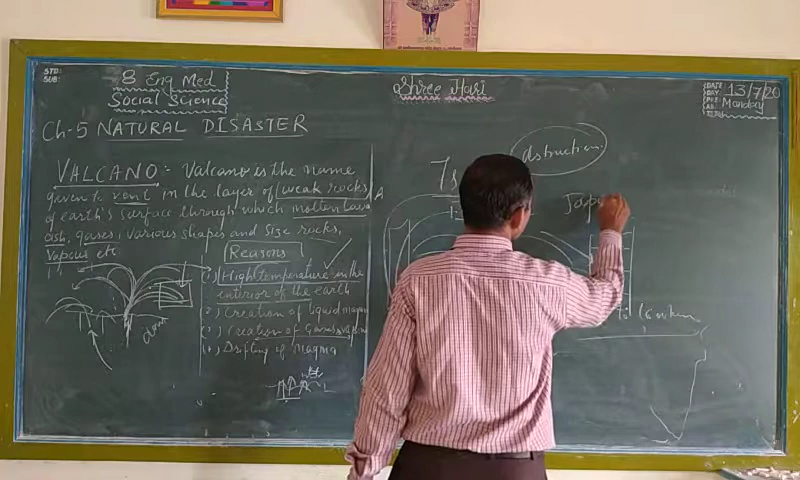 STD:
SUB:
8 Eng Med
Social Science
Shree Hari
DATE 13/7/20
DAY Monday
Ch-5 NATURAL DISASTER
VALCANO:- Valcano is the name
given to vent in the layer of weak rocks
of earth's surface through which molten lava
ash, gases, various shapes and size rocks,
Vapour etc.
Reasons
1) High temperature in the
interior of the earth
2) Creation of liquid magma
(3) Creation of Gases &
(4) Drifting of magma
dstruction
7
A
Jap